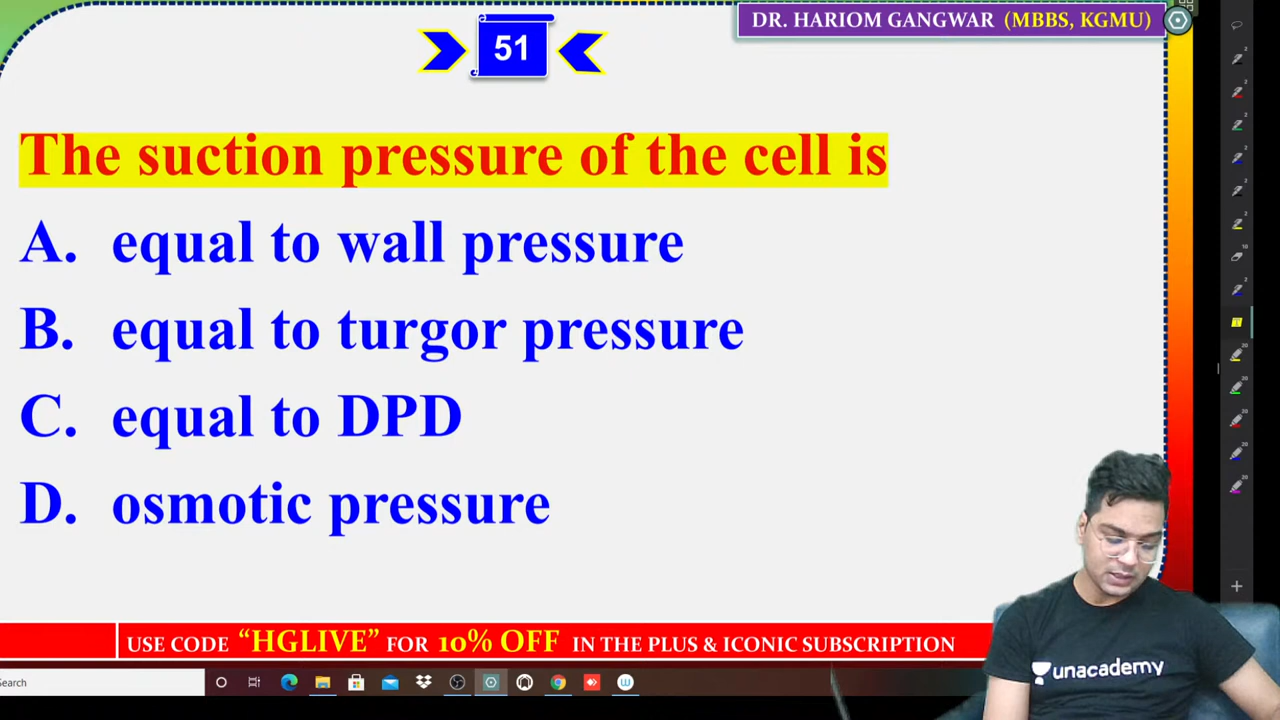 DR. HARIOM GANGWAR (MBBS, KGMU)
51
The suction pressure of the cell is
A. equal to wall pressure
B. equal to turgor pressure
C. equal to DPD
D. osmotic pressure
USE CODE “HGLIVE” FOR 10% OFF IN THE PLUS & ICONIC SUBSCRIPTION
unacademy
Search